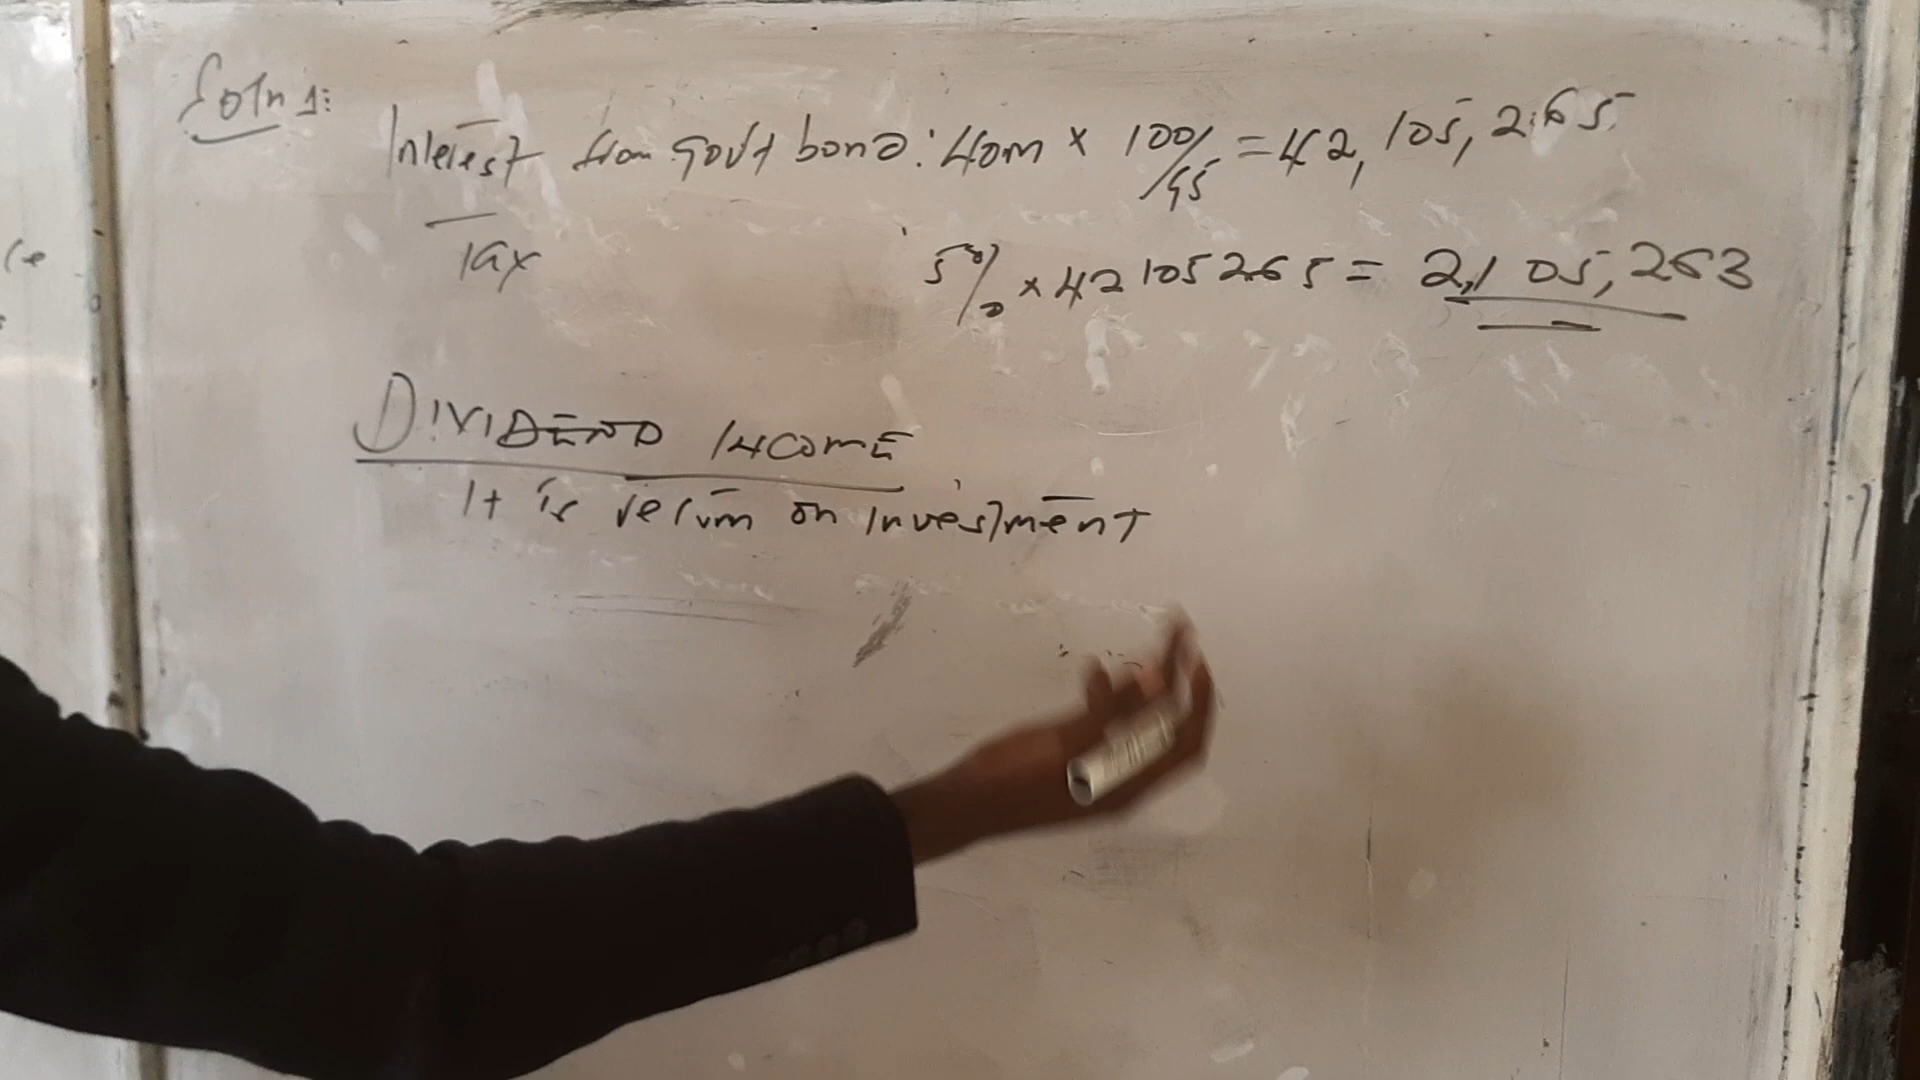 Soln 1:
Interest from Govt bond: 40m x 100/95 = 42,105,265
Tax 5% x 42105265 = 2,105,263
DIVIDEND INCOME
It is return on investment